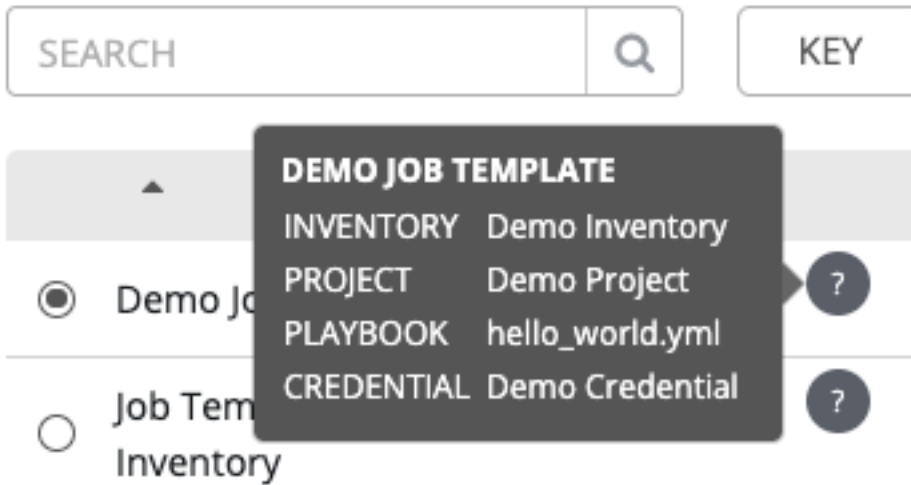 SEARCH KEY
DEMO JOB TEMPLATE
INVENTORY Demo Inventory
PROJECT Demo Project
PLAYBOOK hello_world.yml
CREDENTIAL Demo Credential
Demo Jo ?
Job Tem ?
Inventory